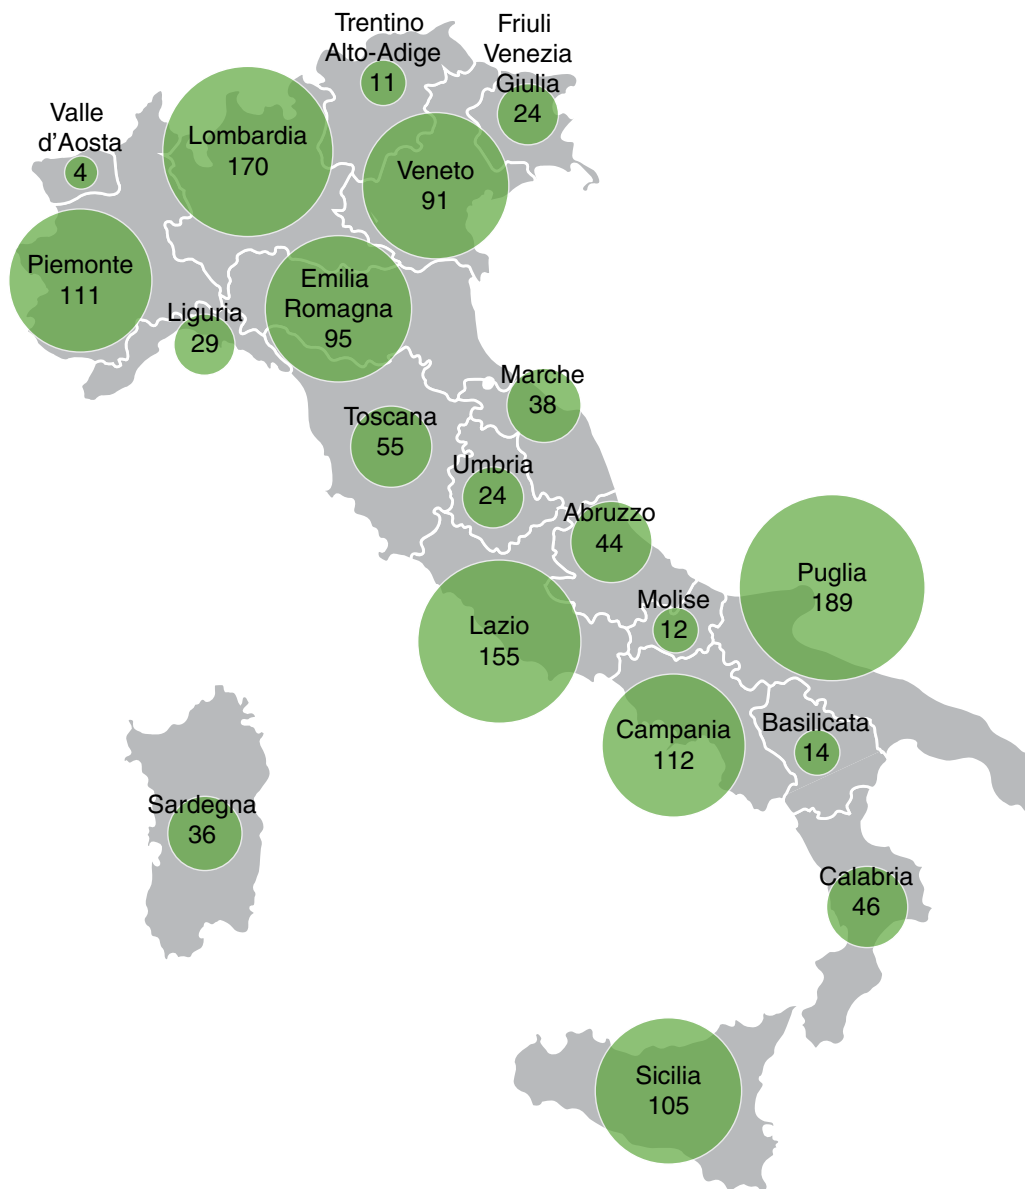 Trentino
Alto-Adige
11
Friuli
Venezia
Giulia
24
Valle
d'Aosta
4
Lombardia
170
Veneto
91
Piemonte
111
Emilia
Romagna
95
Liguria
29
Marche
38
Toscana
55
Umbria
24
Abruzzo
44
Puglia
189
Molise
12
Lazio
155
Campania
112
Basilicata
14
Sardegna
36
Calabria
46
Sicilia
105